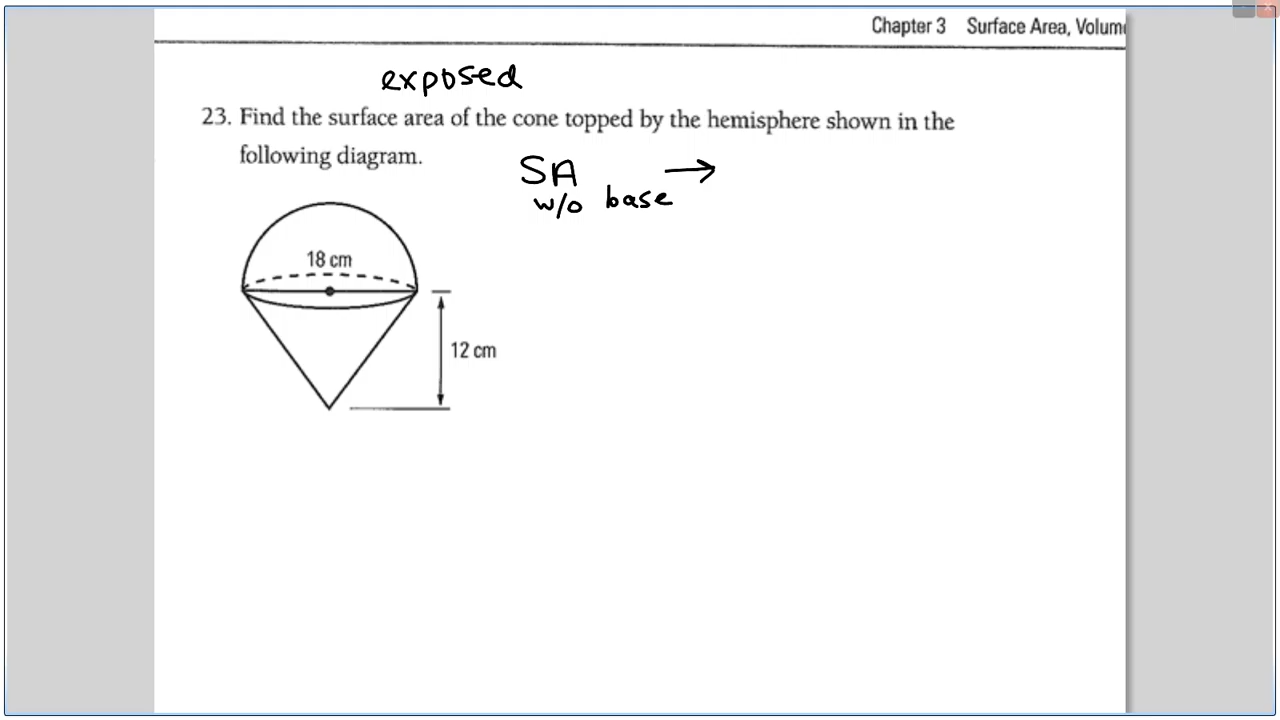 Chapter 3 Surface Area, Volum
exposed
23. Find the surface area of the cone topped by the hemisphere shown in the
following diagram.
SA →
w/o base
18 cm
12 cm